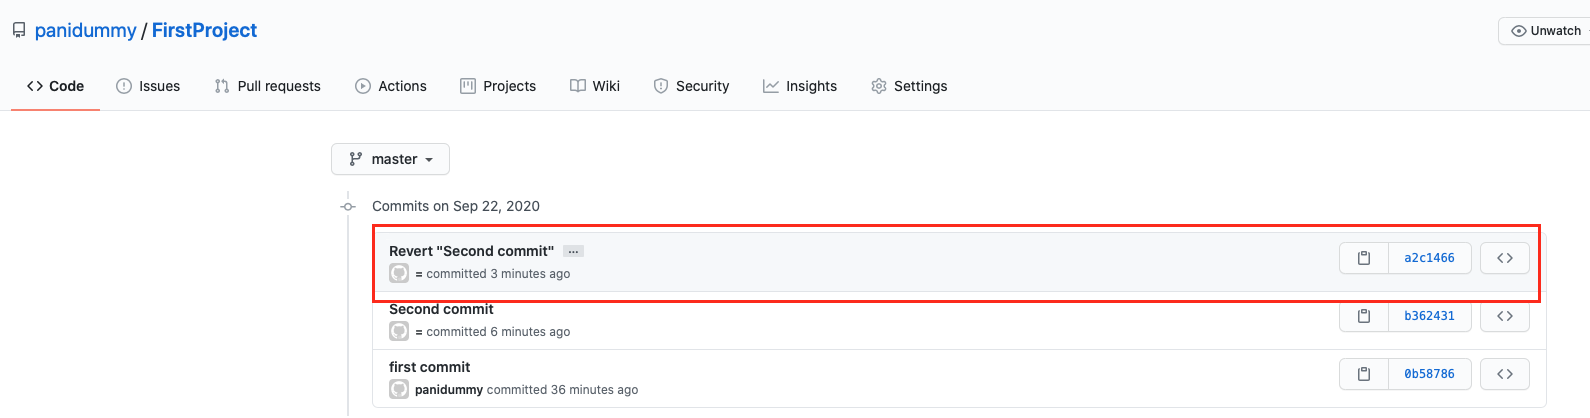 panidummy / FirstProject
Unwatch
Code Issues Pull requests Actions Projects Wiki Security Insights Settings
master
Commits on Sep 22, 2020
Revert "Second commit" ...
= committed 3 minutes ago
a2c1466
Second commit
= committed 6 minutes ago
b362431
first commit
panidummy committed 36 minutes ago
0b58786